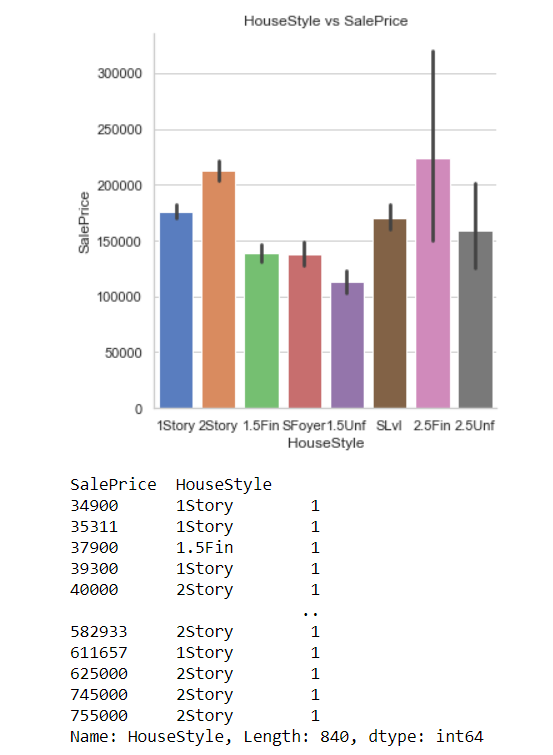 HouseStyle vs SalePrice
300000
250000
200000
150000
100000
50000
0
SalePrice
1Story 2Story 1.5Fin SFoyer 1.5Unf SLvl 2.5Fin 2.5Unf
HouseStyle
SalePrice HouseStyle
34900 1Story 1
35311 1Story 1
37900 1.5Fin 1
39300 1Story 1
40000 2Story 1
..
582933 2Story 1
611657 1Story 1
625000 2Story 1
745000 2Story 1
755000 2Story 1
Name: HouseStyle, Length: 840, dtype: int64